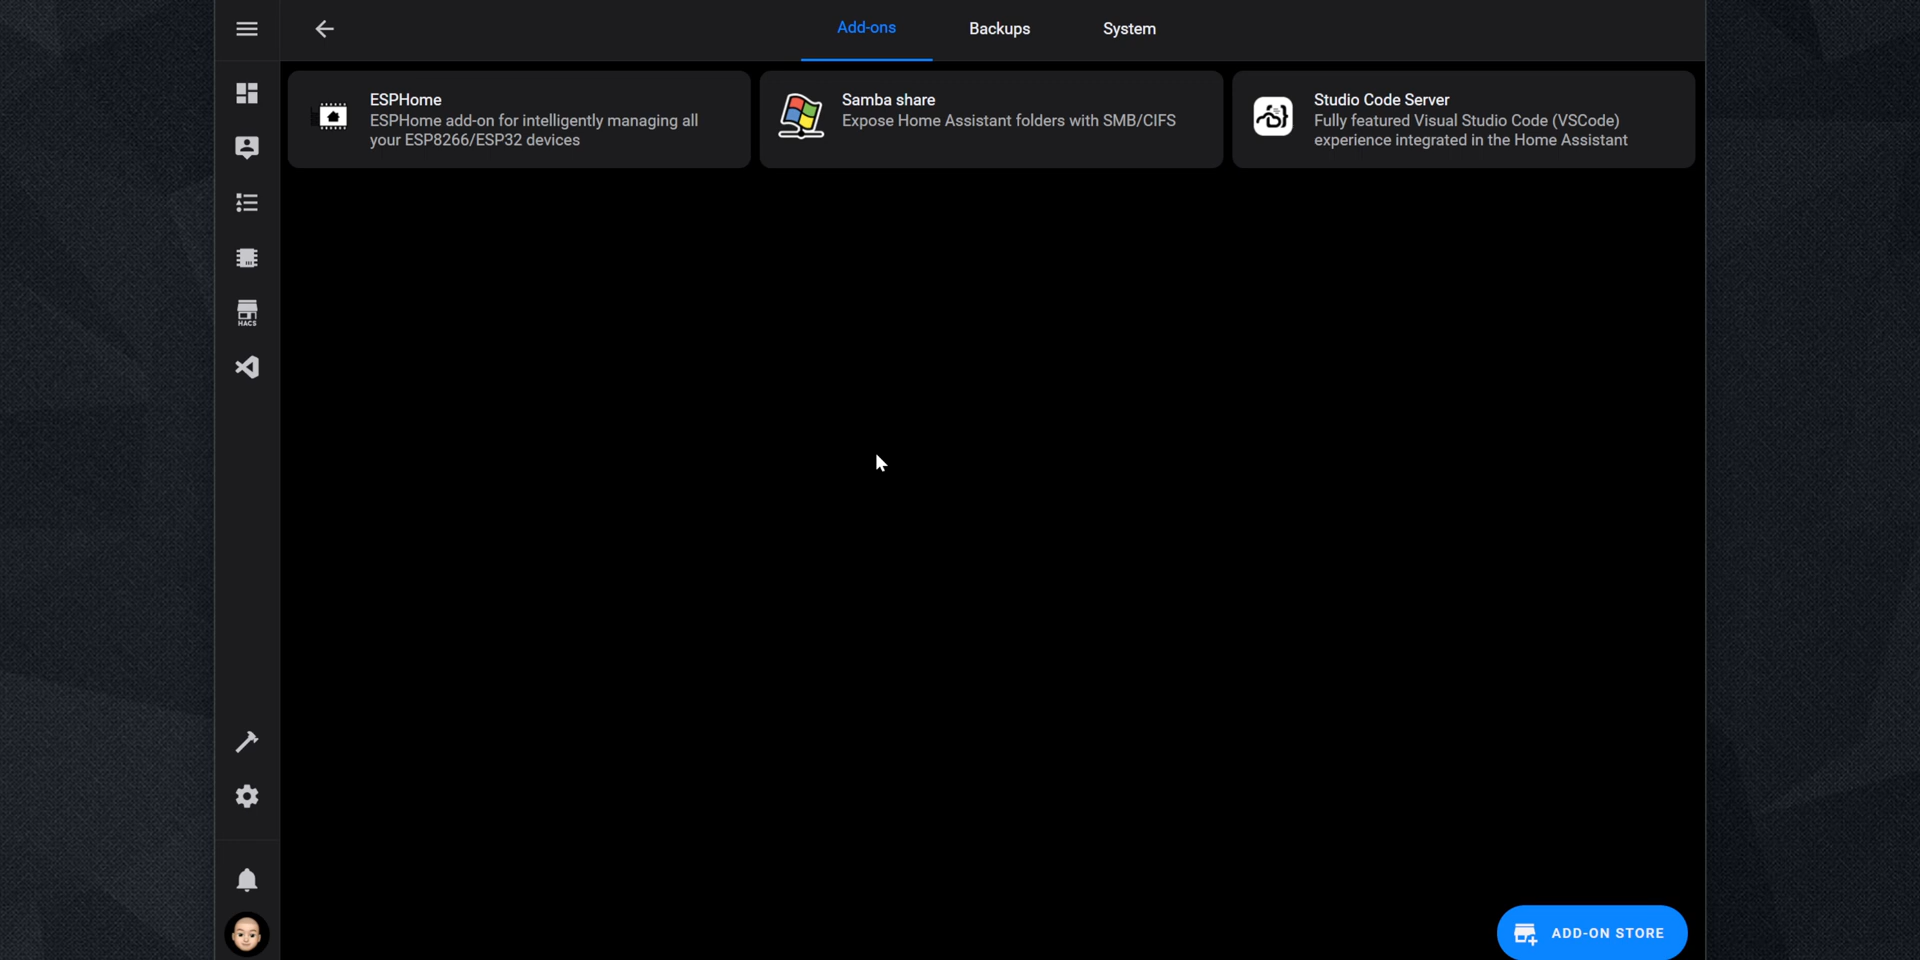 Add-ons
Backups
System
ESPHome
ESPHome add-on for intelligently managing all
your ESP8266/ESP32 devices
Samba share
Expose Home Assistant folders with SMB/CIFS
Studio Code Server
Fully featured Visual Studio Code (VSCode)
experience integrated in the Home Assistant
HACS
ADD-ON STORE